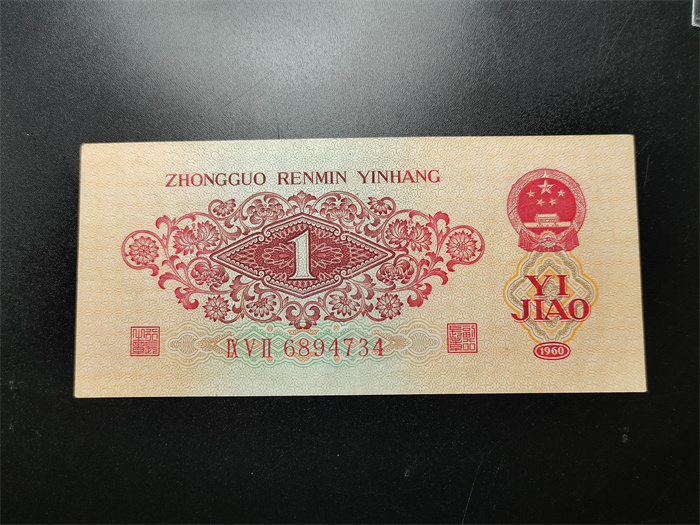 ZHONGGUO RENMIN YINHANG
1
YI
JIAO
ⅨⅤⅡ 6894734
1960